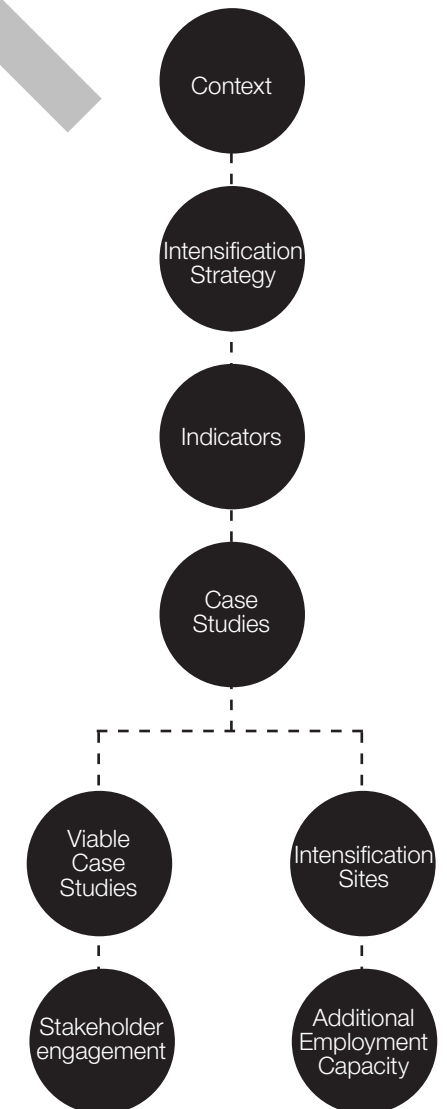 Context
Intensification
Strategy
Indicators
Case
Studies
Viable
Case
Studies
Intensification
Sites
Stakeholder
engagement
Additional
Employment
Capacity